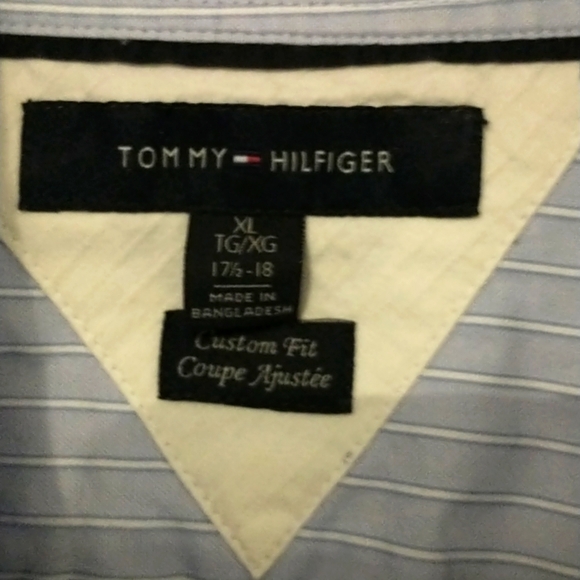 TOMMY HILFIGER
XL
TG/XG
17½-18
MADE IN
BANGLADESH
Custom Fit
Coupe Ajustée